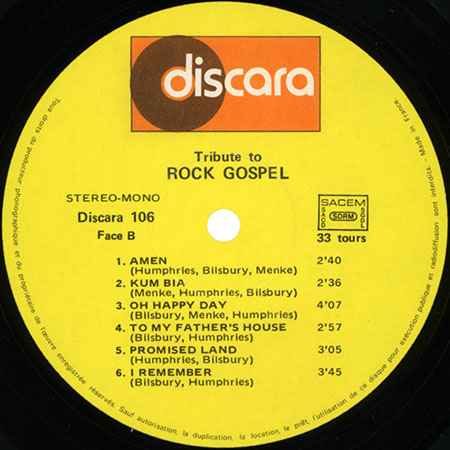 discara
Tribute to
ROCK GOSPEL
STEREO-MONO
Discara 106
Face B
SACEM
SACD SDRM SGDL
33 tours
1. AMEN 2'40
(Humphries, Bilsbury, Menke)
2. KUM BIA 2'36
(Menke, Humphries, Bilsbury)
3. OH HAPPY DAY 4'07
(Menke, Humphries, Bilsbury)
4. TO MY FATHER'S HOUSE 2'57
(Bilsbury, Humphries)
5. PROMISED LAND 3'05
(Humphries, Bilsbury)
6. I REMEMBER 3'45
(Bilsbury, Humphries)
Tous droits du producteur phonographique et du propriétaire de l'œuvre enregistrée réservés. Sauf autorisation, la duplication, la location, le prêt, l'utilisation de ce disque pour exécution publique et radiodiffusion sont interdits. - Made in France.